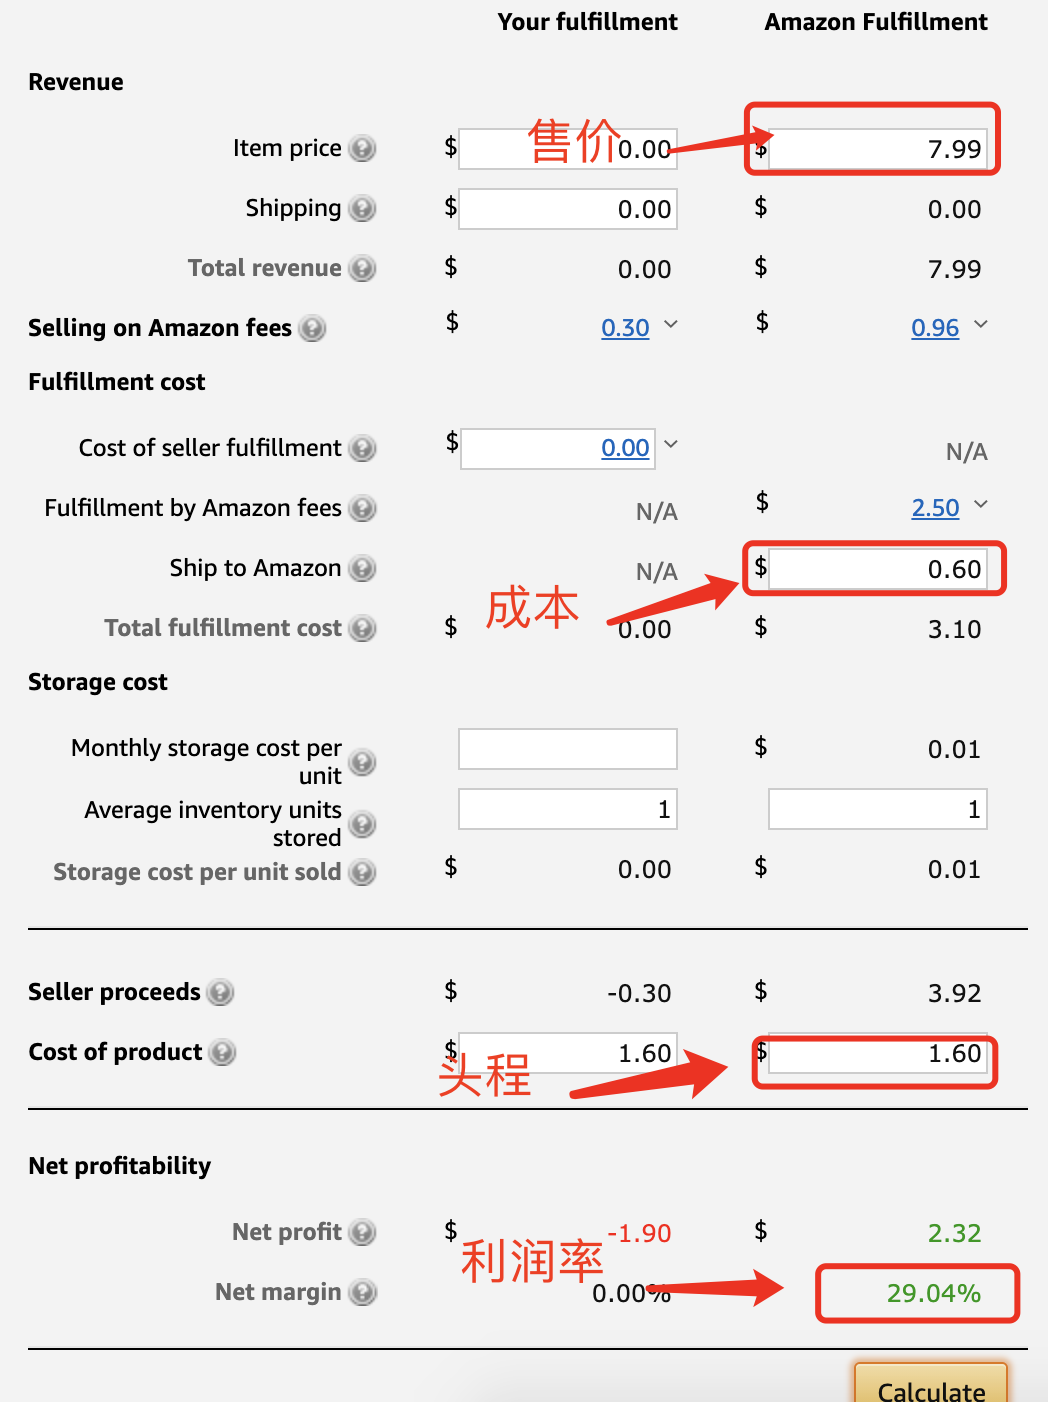 Your fulfillment Amazon Fulfillment
Revenue
Item price ? $ 售价 0.00 $ 7.99
Shipping ? $ 0.00 $ 0.00
Total revenue ? $ 0.00 $ 7.99
Selling on Amazon fees ? $ 0.30 $ 0.96
Fulfillment cost
Cost of seller fulfillment ? $ 0.00 N/A
Fulfillment by Amazon fees ? N/A $ 2.50
Ship to Amazon ? N/A $ 0.60
成本
Total fulfillment cost ? $ 0.00 $ 3.10
Storage cost
Monthly storage cost per
unit ? $ 0.01
Average inventory units
stored ? 1 1
Storage cost per unit sold ? $ 0.00 $ 0.01
Seller proceeds ? $ -0.30 $ 3.92
Cost of product ? $ 1.60 $ 1.60
头程
Net profitability
Net profit ? $ -1.90 $ 2.32
利润率
Net margin ? 0.00% 29.04%
Calculate